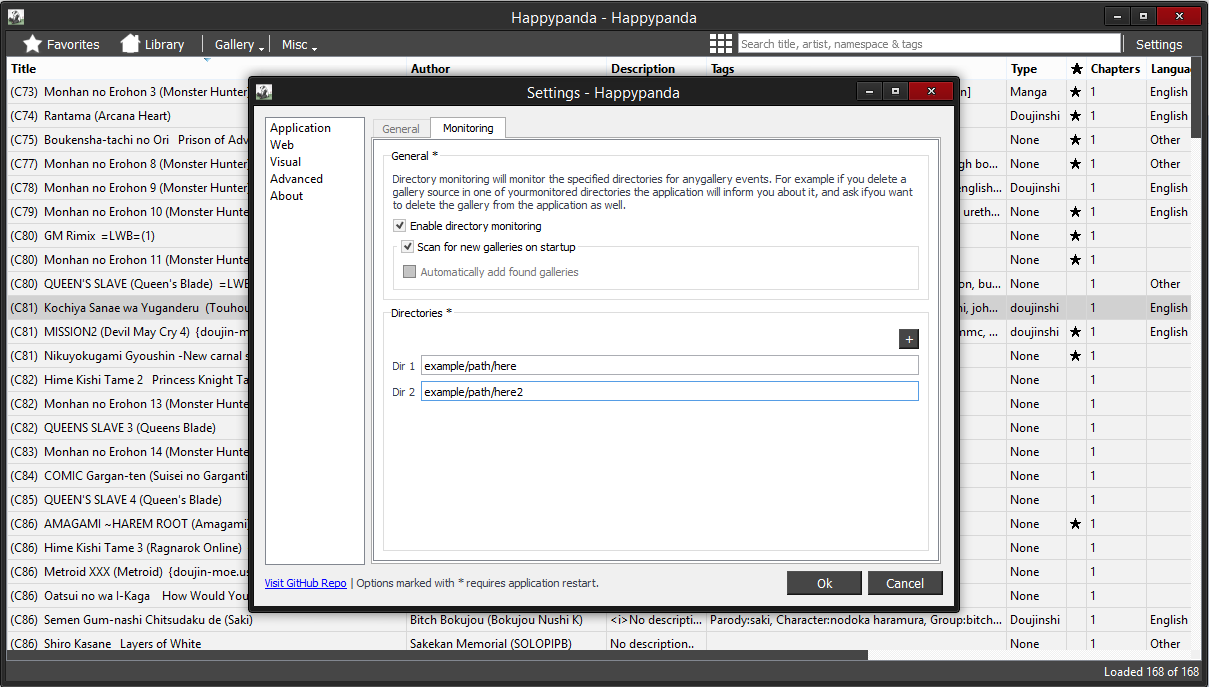 Happypanda - Happypanda
Favorites Library Gallery Misc Search title, artist, namespace & tags Settings
Title Author Description Tags Type ★ Chapters Langua
(C73) Monhan no Erohon 3 (Monster Hunter n] Manga ★ 1 English
(C74) Rantama (Arcana Heart) Doujinshi ★ 1 English
(C75) Boukensha-tachi no Ori Prison of Adv None ★ 1 Other
(C77) Monhan no Erohon 8 (Monster Hunter gh bo... None ★ 1 Other
(C78) Monhan no Erohon 9 (Monster Hunter english... Doujinshi 1 English
(C79) Monhan no Erohon 10 (Monster Hunte ureth... None ★ 1 English
(C80) GM Rimix =LWB=(1) None ★ 1
(C80) Monhan no Erohon 11 (Monster Hunte None ★ 1
(C80) QUEEN'S SLAVE (Queen's Blade) =LWB on, bu... None 1 Other
(C81) Kochiya Sanae wa Yuganderu (Touhou ni, joh... doujinshi 1 English
(C81) MISSION2 (Devil May Cry 4) {doujin-m nmc, ... doujinshi ★ 1 English
(C81) Nikuyokugami Gyoushin -New carnal s None ★ 1
(C82) Hime Kishi Tame 2 Princess Knight Ta None 1
(C82) Monhan no Erohon 13 (Monster Hunte None 1
(C82) QUEENS SLAVE 3 (Queens Blade) None 1
(C83) Monhan no Erohon 14 (Monster Hunte None 1
(C84) COMIC Gargan-ten (Suisei no Garganti None 1
(C85) QUEEN'S SLAVE 4 (Queen's Blade) None 1
(C86) AMAGAMI ~HAREM ROOT (Amagami None ★ 1
(C86) Hime Kishi Tame 3 (Ragnarok Online) None 1
(C86) Metroid XXX (Metroid) {doujin-moe.us None 1
(C86) Oatsui no wa I-Kaga How Would You None 1
(C86) Semen Gum-nashi Chitsudaku de (Saki) Bitch Bokujou (Bokujou Nushi K) <i>No descripti... Parody:saki, Character:nodoka haramura, Group:bitch... Doujinshi 1 English
(C86) Shiro Kasane Layers of White Sakekan Memorial (SOLOPIPB) No description.. None 1 Other
Loaded 168 of 168
Settings - Happypanda
Application
Web
Visual
Advanced
About
General Monitoring
General *
Directory monitoring will monitor the specified directories for anygallery events. For example if you delete a
gallery source in one of yourmonitored directories the application will inform you about it, and ask ifyou want
to delete the gallery from the application as well.
Enable directory monitoring
Scan for new galleries on startup
Automatically add found galleries
Directories *
+
Dir 1 example/path/here
Dir 2 example/path/here2
Visit GitHub Repo | Options marked with * requires application restart.
Ok Cancel